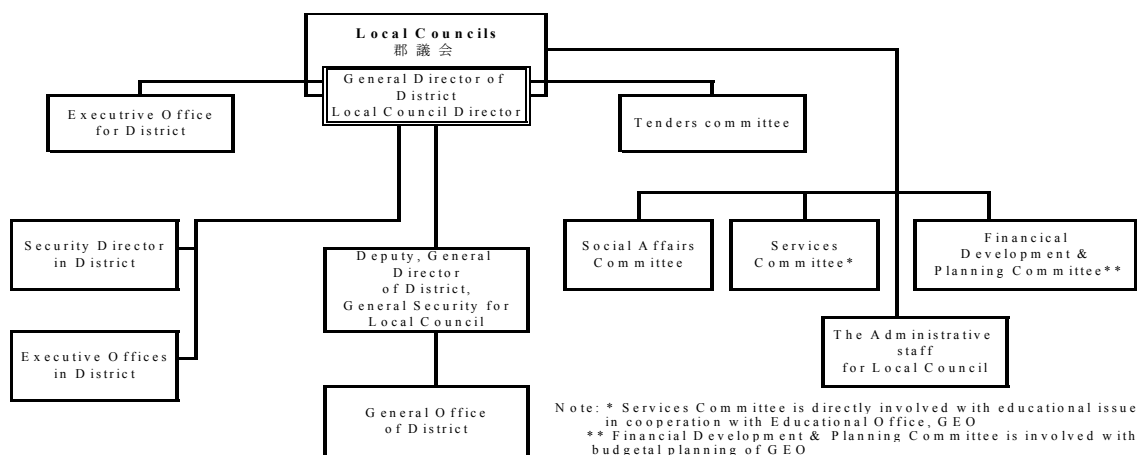 Local Councils
郡議会
General Director of
District
Local Council Director
Executrive Office
for District
Tenders committee
Security Director
in District
Executive Offices
in District
Deputy, General
Director
of District,
General Security for
Local Council
General Office
of District
Social Affairs
Committee
Services
Committee*
Financical
Development &
Planning Committee**
The Administrative
staff
for Local Council
Note: * Services Committee is directly involved with educational issue
in cooperation with Educational Office, GEO
** Financial Development & Planning Committee is involved with
budgetal planning of GEO